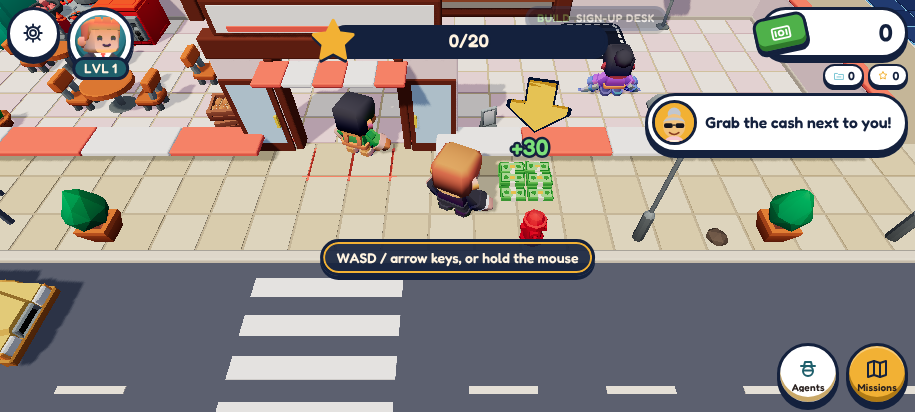 BUILD SIGN-UP DESK
0/20
0
LVL 1
0
0
Grab the cash next to you!
+30
WASD / arrow keys, or hold the mouse
Agents
Missions